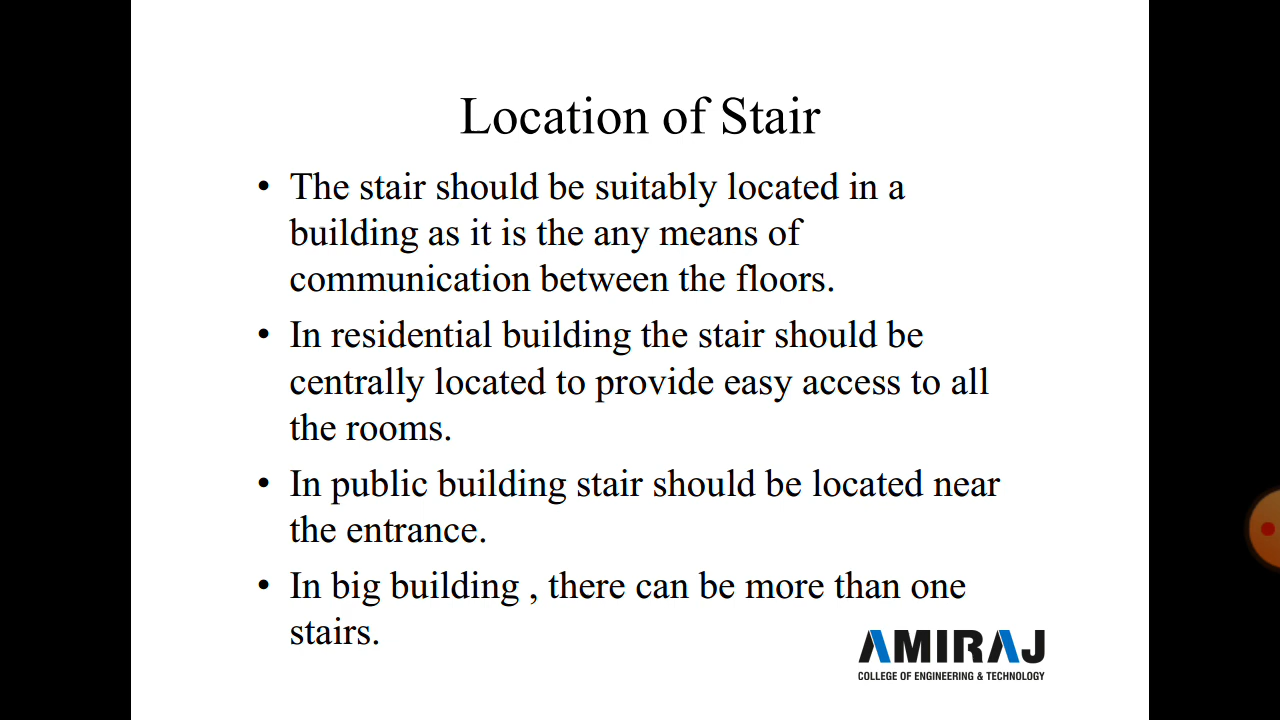 Location of Stair
• The stair should be suitably located in a
building as it is the any means of
communication between the floors.
• In residential building the stair should be
centrally located to provide easy access to all
the rooms.
• In public building stair should be located near
the entrance.
• In big building , there can be more than one
stairs.
AMIRAJ
COLLEGE OF ENGINEERING & TECHNOLOGY